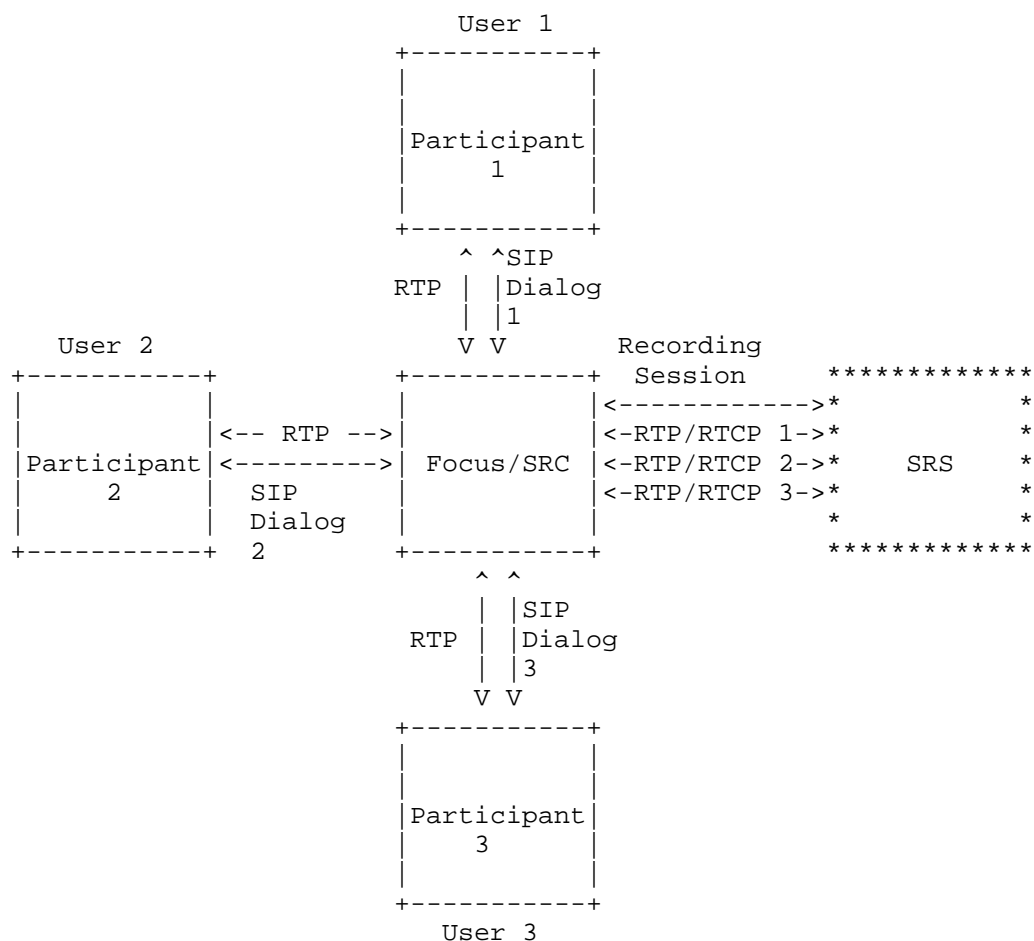 User 1
Participant
1
^ ^SIP
RTP | |Dialog
| |1
V V
User 2
Recording
Session
<-- RTP -->
Participant
2
<--------->
SIP
Dialog
2
Focus/SRC
<------------>
<-RTP/RTCP 1->
<-RTP/RTCP 2->
<-RTP/RTCP 3->
SRS
^ ^
| |SIP
RTP | |Dialog
| |3
V V
Participant
3
User 3